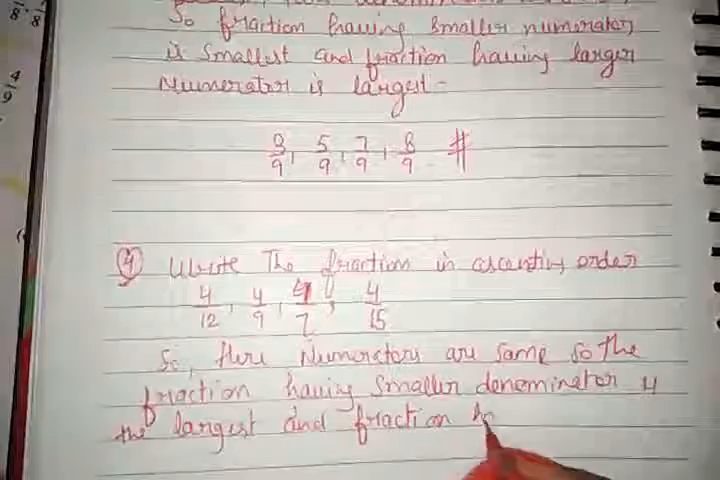 So fraction having smaller numerator
is smallest and fraction having larger
Numerator is largest-
3/9, 5/9, 7/9, 8/9 #
(4) Write The fraction in ascenting order
4/12, 4/9, 4/7, 4/15
So, Here Numerators are same so the
fraction having smaller denominator is
the largest and fraction h